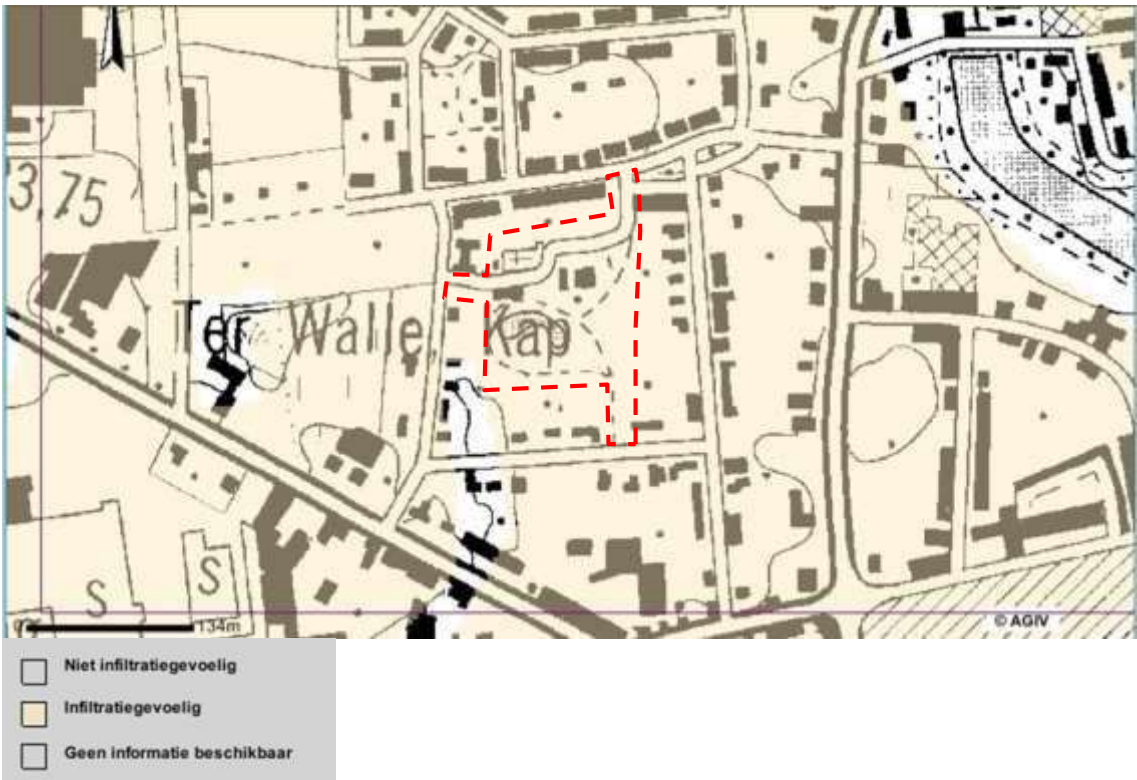 3,75
Ter Walle Kap
S
S
134m
© AGIV
Niet infiltratiegevoelig
Infiltratiegevoelig
Geen informatie beschikbaar